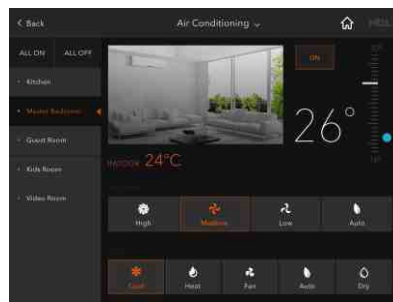 < Back
Air Conditioning
HDL
ALL ON
ALL OFF
ON
Kitchen
Master Bedroom
Guest Room
Kids Room
Video Room
26°
INDOOR 24°C
High
Medium
Low
Auto
Cool
Heat
Fan
Auto
Dry